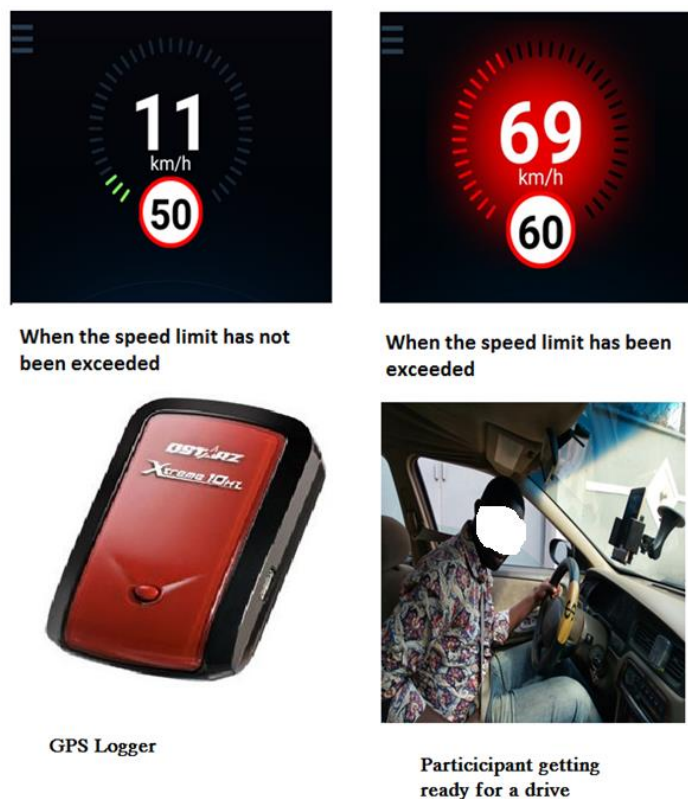 11
km/h
50
69
km/h
60
When the speed limit has not
been exceeded
When the speed limit has been
exceeded
QSTARZ
Xtreme 10Hz
GPS Logger
Particicipant getting
ready for a drive